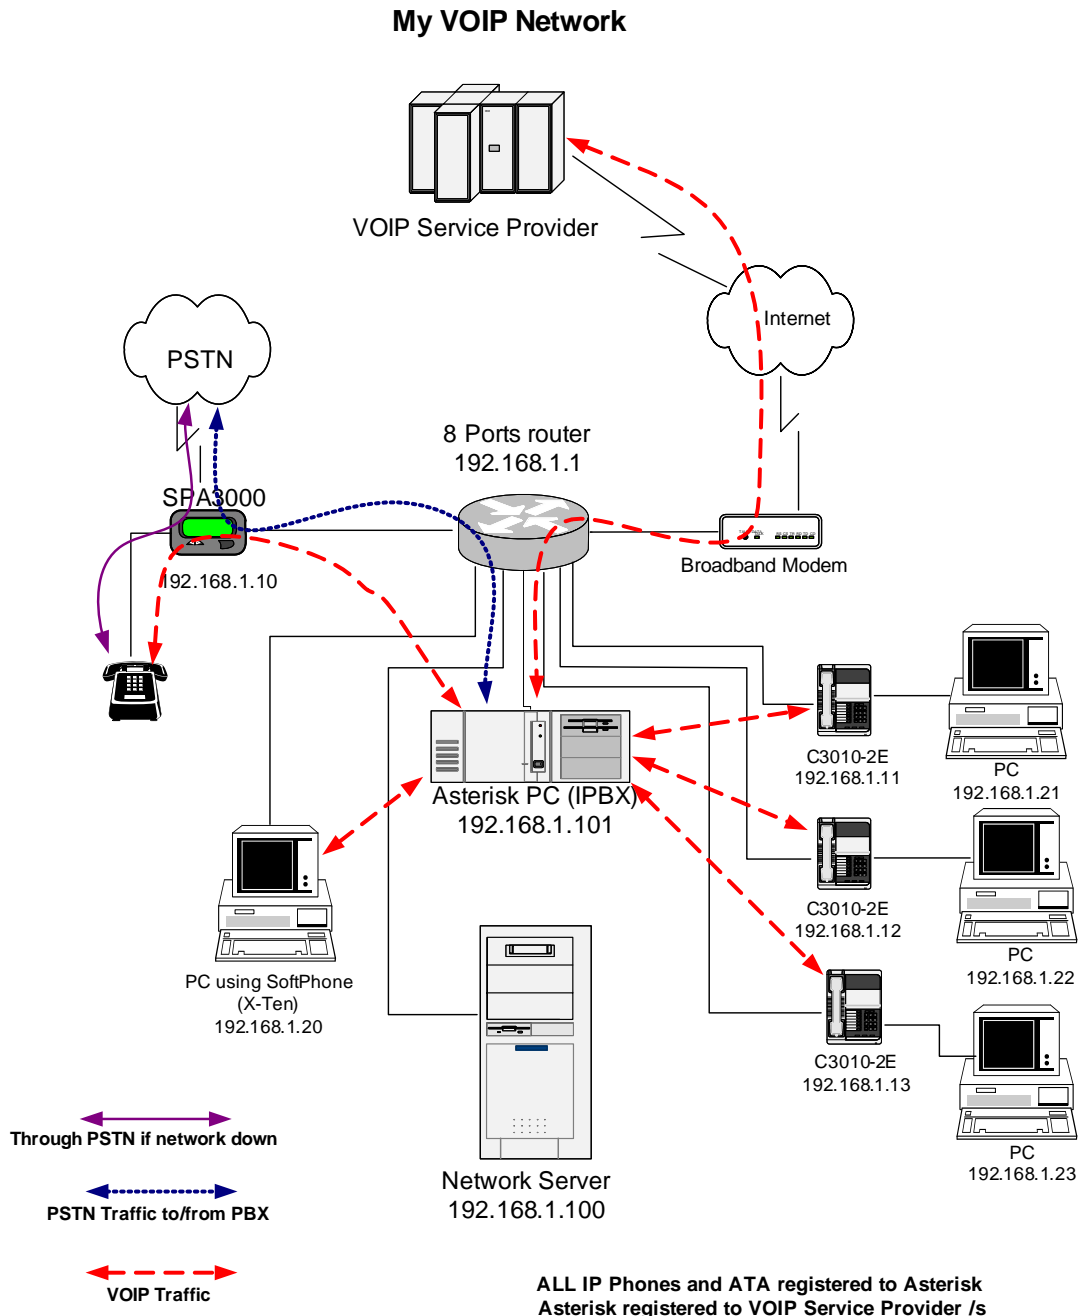 My VOIP Network
VOIP Service Provider
Internet
PSTN
8 Ports router
192.168.1.1
SPA3000
192.168.1.10
Broadband Modem
C3010-2E
192.168.1.11
PC
192.168.1.21
Asterisk PC (IPBX)
192.168.1.101
C3010-2E
192.168.1.12
PC
192.168.1.22
PC using SoftPhone
(X-Ten)
192.168.1.20
C3010-2E
192.168.1.13
PC
192.168.1.23
Network Server
192.168.1.100
Through PSTN if network down
PSTN Traffic to/from PBX
VOIP Traffic
ALL IP Phones and ATA registered to Asterisk
Asterisk registered to VOIP Service Provider /s